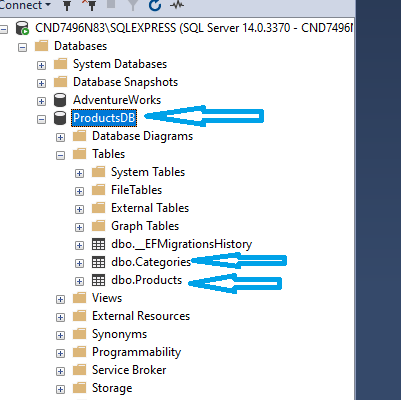 Connect
CND7496N83\SQLEXPRESS (SQL Server 14.0.3370 - CND7496N
Databases
System Databases
Database Snapshots
AdventureWorks
ProductsDB
Database Diagrams
Tables
System Tables
FileTables
External Tables
Graph Tables
dbo.__EFMigrationsHistory
dbo.Categories
dbo.Products
Views
External Resources
Synonyms
Programmability
Service Broker
Storage